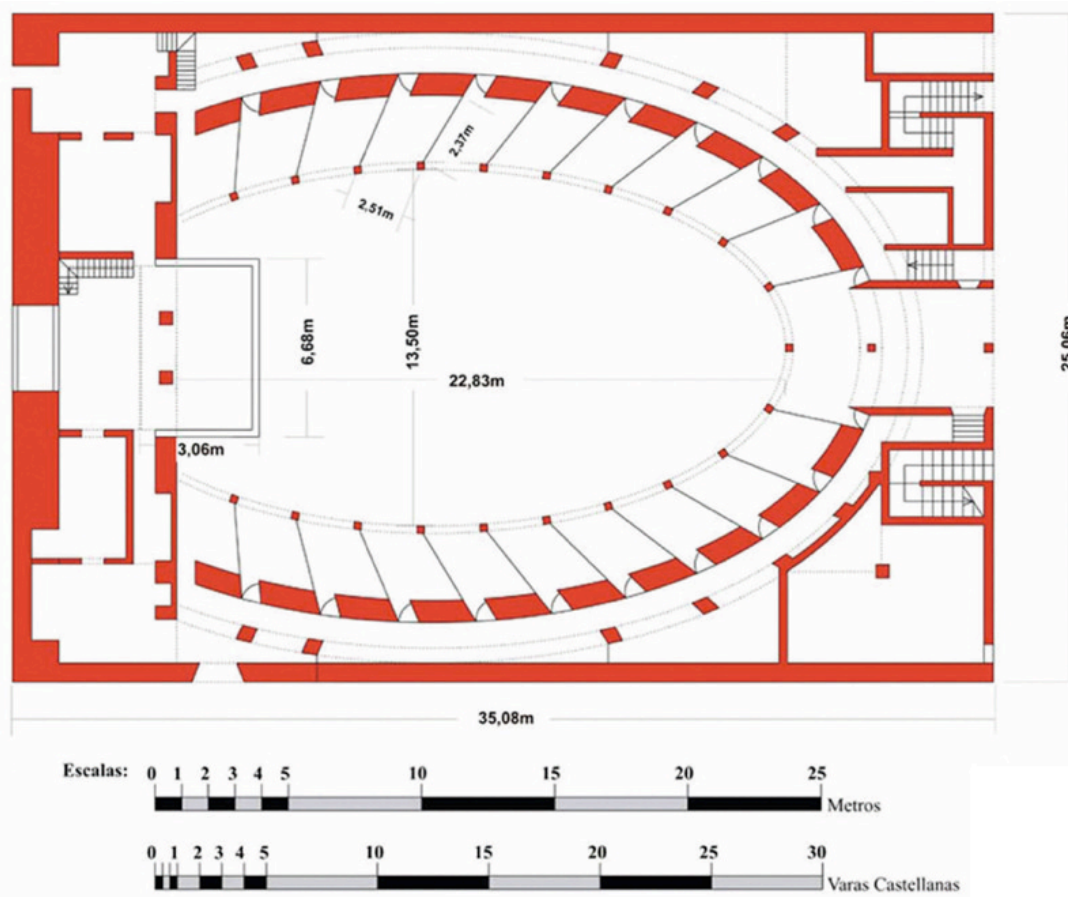 2,37m
2,51m
6,68m
13,50m
22,83m
3,06m
35,08m
Escalas: 0 1 2 3 4 5 10 15 20 25
Metros
0 1 2 3 4 5 10 15 20 25 30
Varas Castellanas